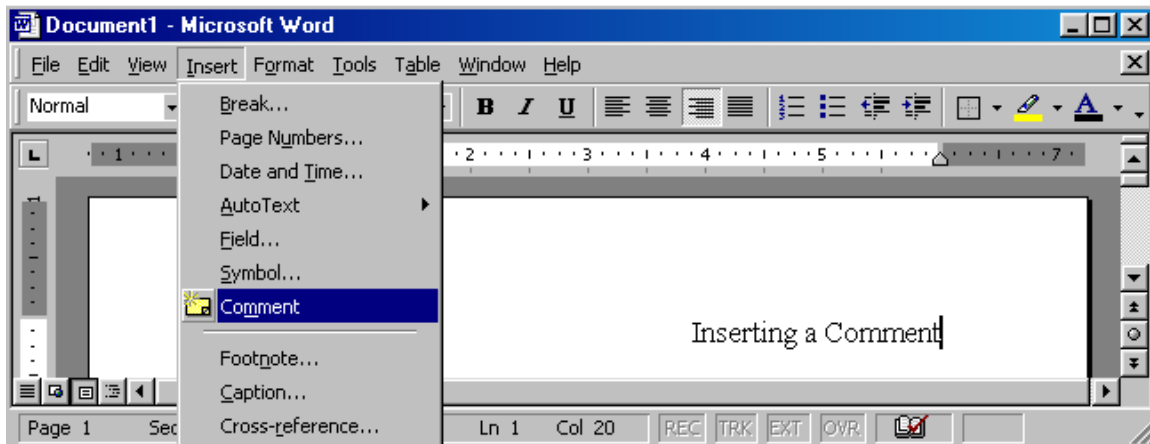 Document1 - Microsoft Word
File Edit View Insert Format Tools Table Window Help
Normal B I U A
Break...
Page Numbers...
Date and Time...
AutoText
Field...
Symbol...
Comment
Footnote...
Caption...
Cross-reference...
L 1 2 3 4 5 7
Inserting a Comment
Page 1 Sec Ln 1 Col 20 REC TRK EXT OVR